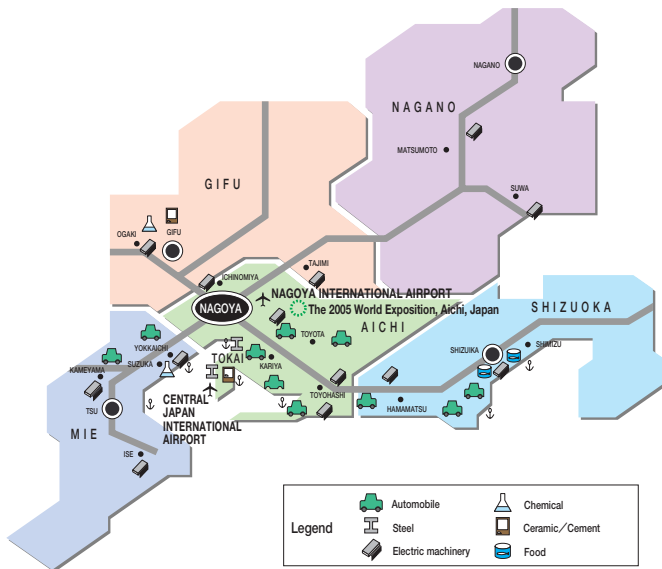 NAGANO
NAGANO
MATSUMOTO
SUWA
GIFU
OGAKI
GIFU
TAJIMI
ICHINOMIYA
NAGOYA INTERNATIONAL AIRPORT
NAGOYA
The 2005 World Exposition, Aichi, Japan
SHIZUOKA
AICHI
TOYOTA
YOKKAICHI
SUZUKA
TOKAI
KARIYA
SHIZUIKA
SHIMIZU
KAMEYAMA
TOYOHASHI
HAMAMATSU
TSU
CENTRAL
JAPAN
INTERNATIONAL
AIRPORT
MIE
ISE
Legend
Automobile
Chemical
Steel
Ceramic／Cement
Electric machinery
Food